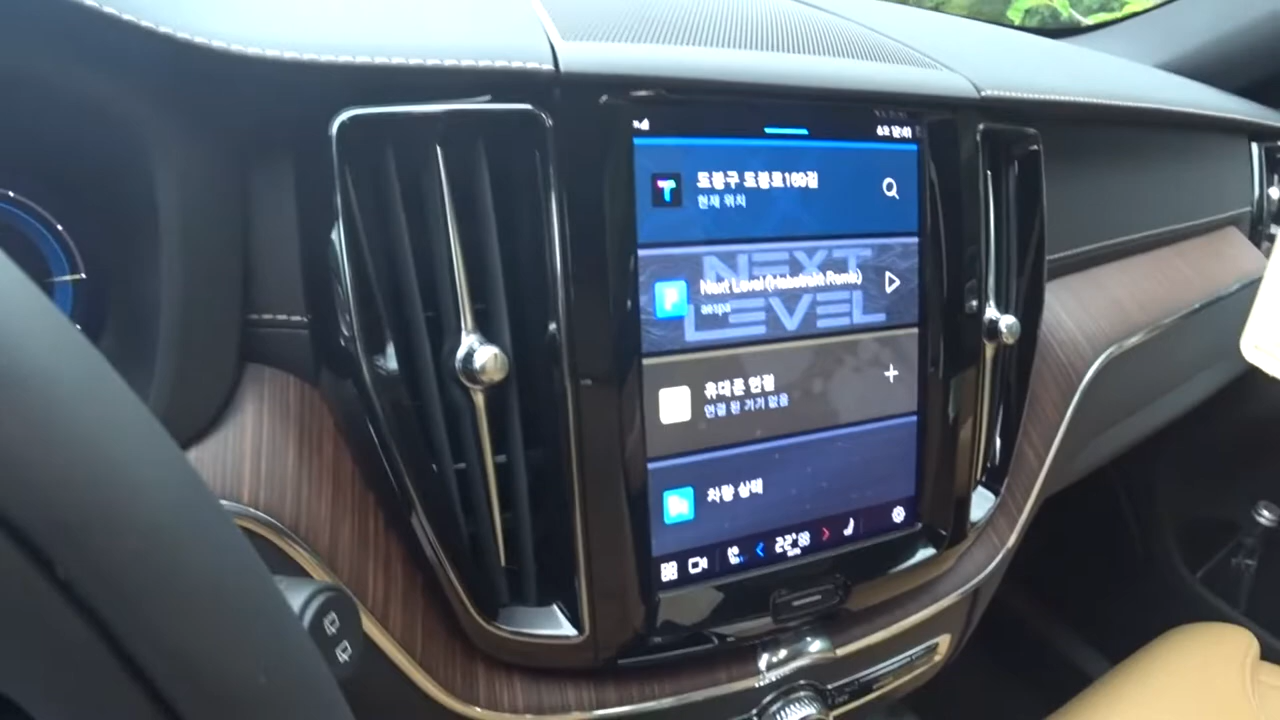 도봉구 도봉로169길
현재 위치
NEXT
Next Level (Habstrakt Remix)
aespa
LEVEL
휴대폰 연결
연결 된 기기 없음
차량 상태
22°